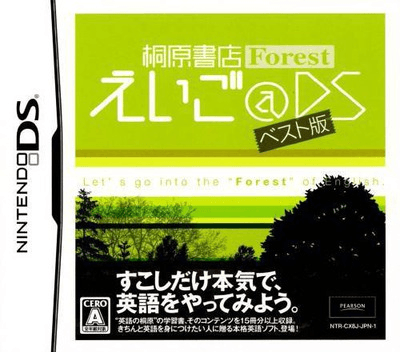 桐原書店 Forest
えいご@DS
ベスト版
Let's go into the "Forest" of English.
NINTENDO DS
すこしだけ本気で、
英語をやってみよう。
"英語の桐原"の学習書、そのコンテンツを15冊分以上収録。
きちんと英語を身につけたい人に贈る本格英語ソフト、登場!
CERO
A
PEARSON
NTR-CX6J-JPN-1